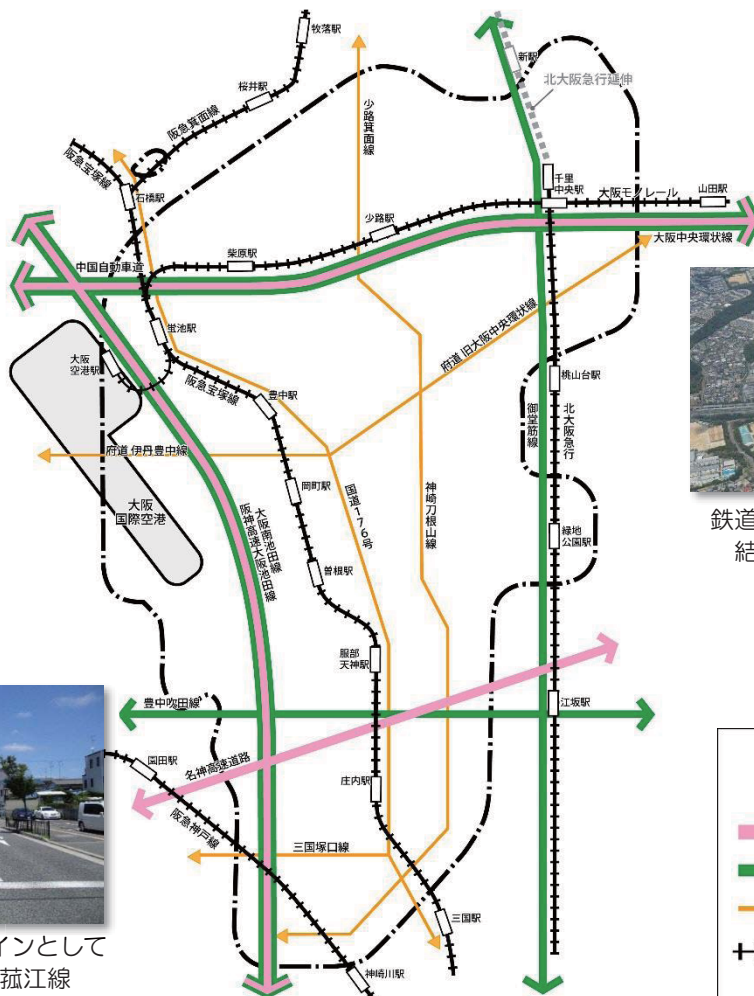 牧落駅
新駅
桜井駅
北大阪急行延伸
阪急箕面線
少路箕面線
阪急宝塚線
石橋駅
千里
中央駅
大阪モノレール
山田駅
少路駅
柴原駅
大阪中央環状線
中国自動車道
蛍池駅
府道 旧大阪中央環状線
大阪
空港駅
阪急宝塚線
桃山台駅
豊中駅
御堂筋線
北大阪急行
府道 伊丹豊中線
岡町駅
国道176号
神崎刀根山線
大阪
国際空港
大阪南池田線
阪神高速大阪池田線
緑地
公園駅
鉄道
結
曽根駅
服部
天神駅
豊中吹田線
江坂駅
園田駅
名神高速道路
庄内駅
阪急神戸線
三国塚口線
三国駅
神崎川駅
インとして
菰江線